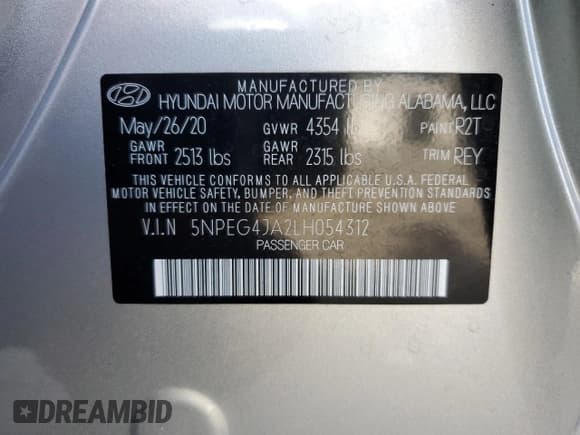 MANUFACTURED BY
HYUNDAI MOTOR MANUFACTURING ALABAMA, LLC
May/26/20 GVWR 4354 lbs PAINT R2T
GAWR FRONT 2513 lbs GAWR REAR 2315 lbs TRIM REY
THIS VEHICLE CONFORMS TO ALL APPLICABLE U.S.A. FEDERAL
MOTOR VEHICLE SAFETY, BUMPER, AND THEFT PREVENTION STANDARDS
IN EFFECT ON THE DATE OF MANUFACTURE SHOWN ABOVE.
V.I.N 5NPEG4JA2LH054312
PASSENGER CAR
DREAMBID